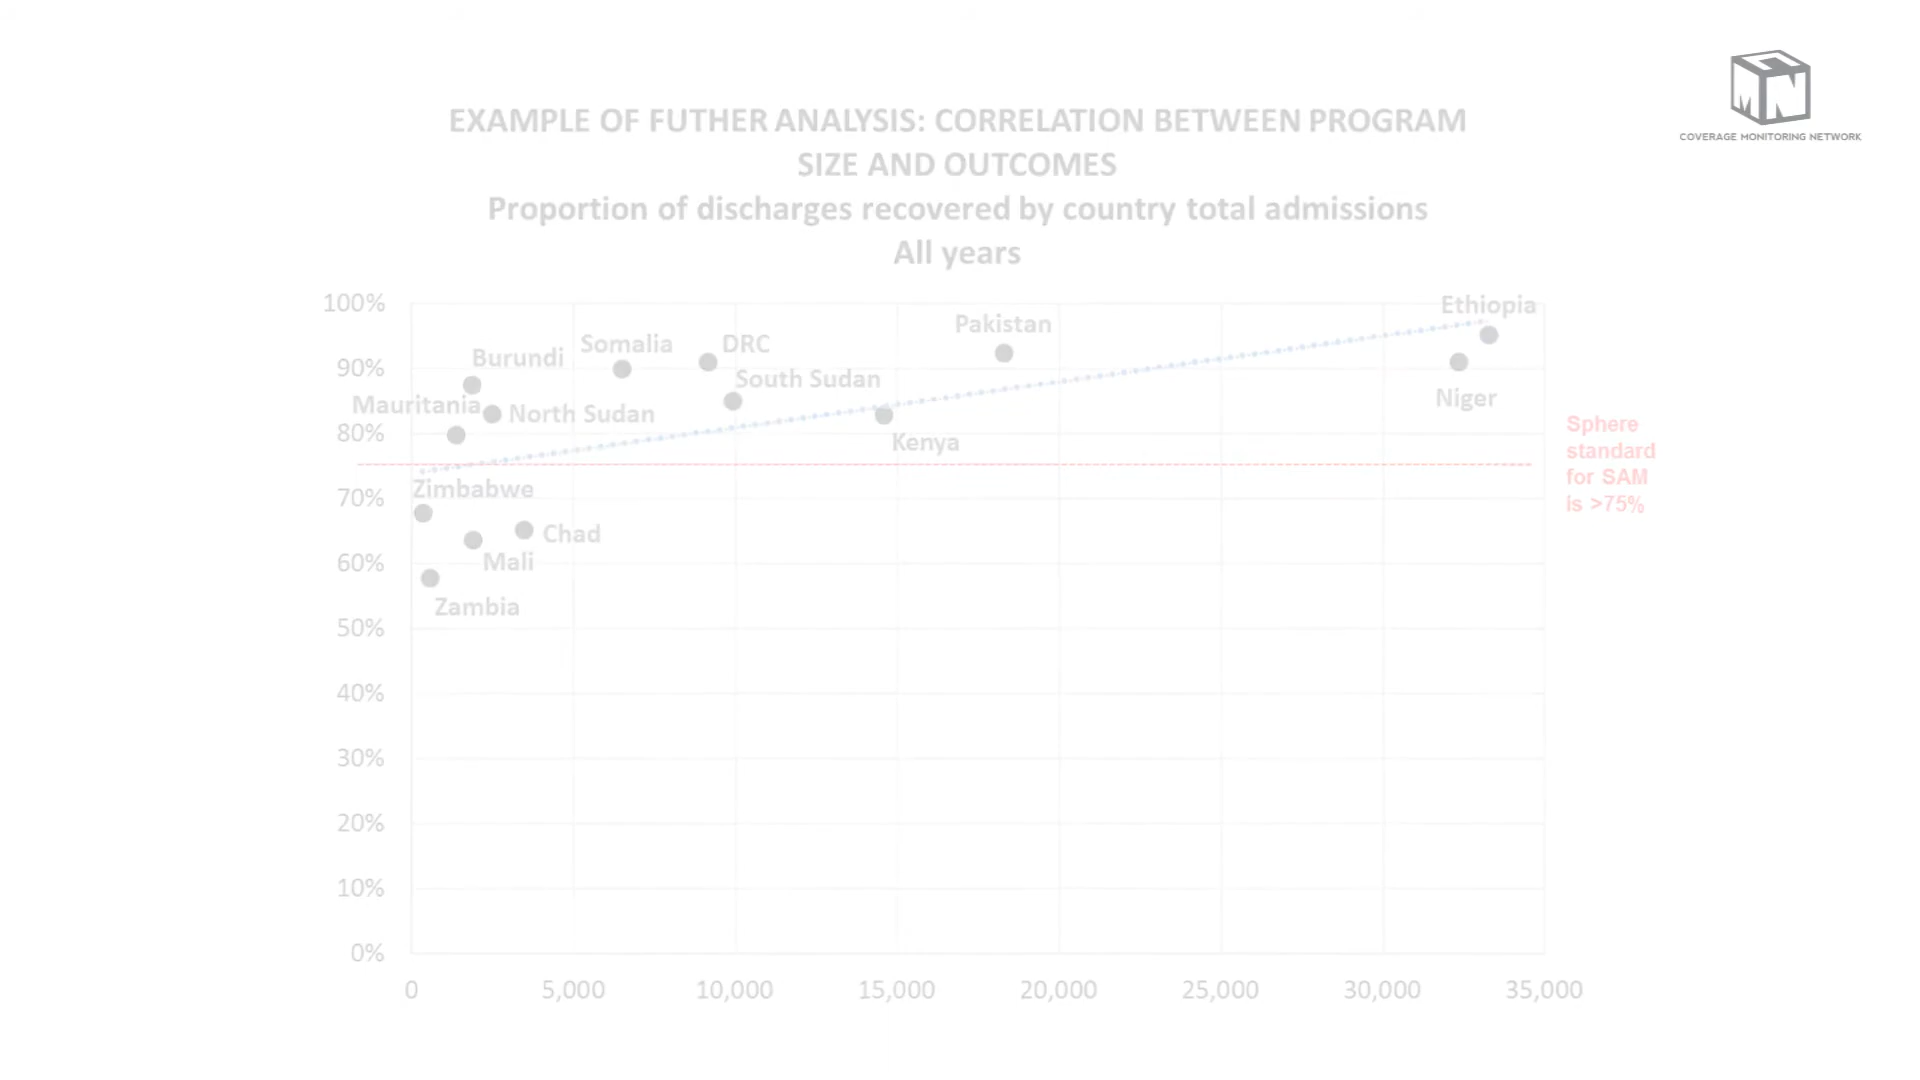 COVERAGE MONITORING NETWORK
EXAMPLE OF FUTHER ANALYSIS: CORRELATION BETWEEN PROGRAM
SIZE AND OUTCOMES
Proportion of discharges recovered by country total admissions
All years
100%
90%
80%
70%
60%
50%
40%
30%
20%
10%
0%
Ethiopia
Pakistan
Somalia
DRC
Burundi
South Sudan
Niger
Mauritania
North Sudan
Kenya
Zimbabwe
Chad
Mali
Zambia
Sphere
standard
for SAM
is >75%
0
5,000
10,000
15,000
20,000
25,000
30,000
35,000